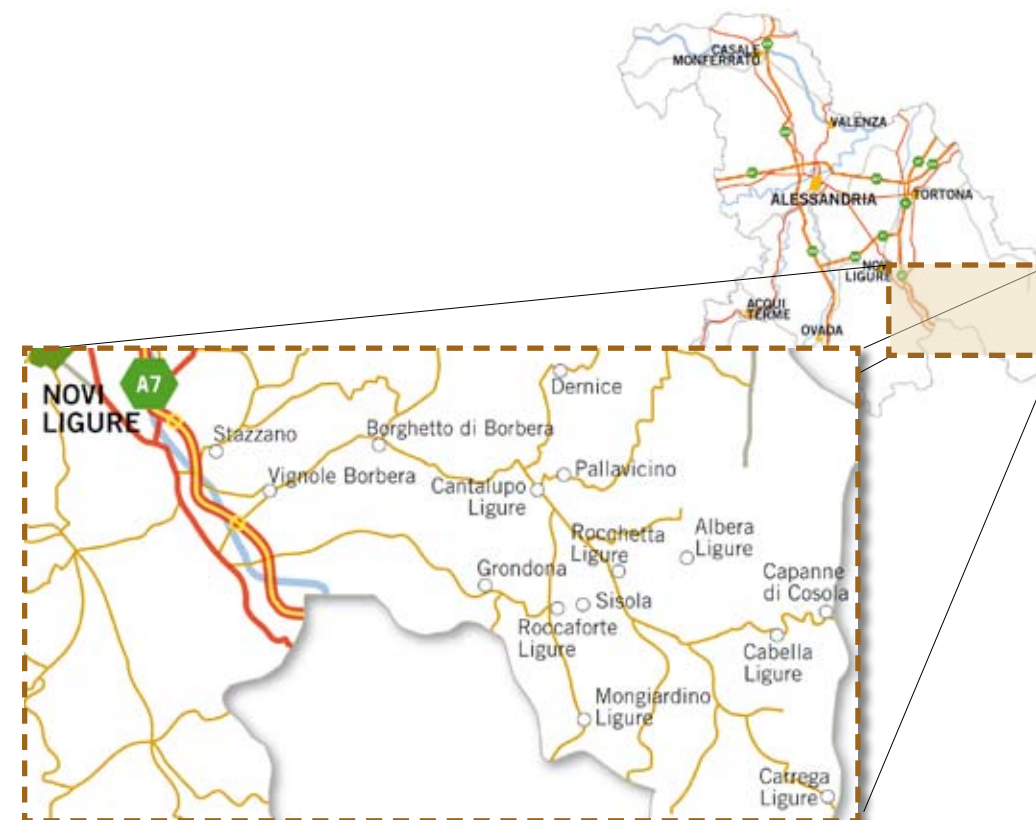 CASALE
MONFERRATO
VALENZA
ALESSANDRIA
TORTONA
NOVI
LIGURE
ACQUI
TERME
OVADA
NOVI
LIGURE
A7
Stazzano
Vignole Borbera
Borghetto di Borbera
Dernice
Pallavicino
Cantalupo
Ligure
Rocchetta
Ligure
Albera
Ligure
Grondona
Sisola
Roccaforte
Ligure
Capanne
di Cosola
Cabella
Ligure
Mongiardino
Ligure
Carrega
Ligure